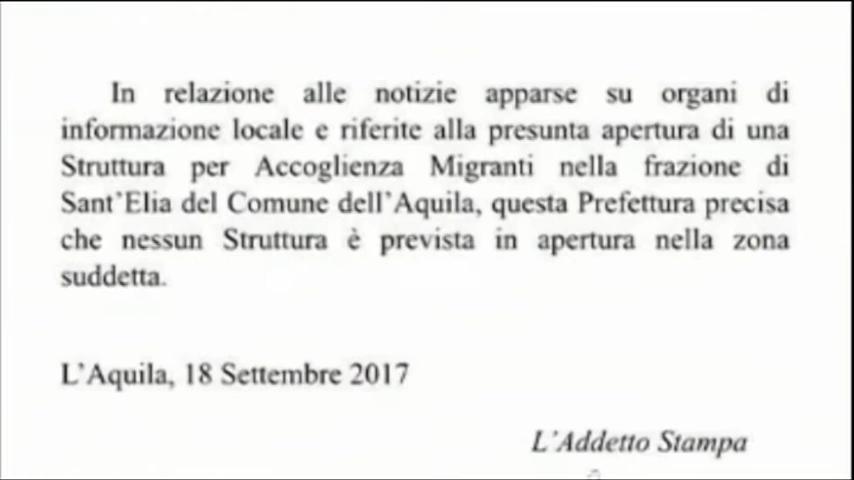 In relazione alle notizie apparse su organi di
informazione locale e riferite alla presunta apertura di una
Struttura per Accoglienza Migranti nella frazione di
Sant'Elia del Comune dell'Aquila, questa Prefettura precisa
che nessun Struttura è prevista in apertura nella zona
suddetta.
L'Aquila, 18 Settembre 2017
L'Addetto Stampa